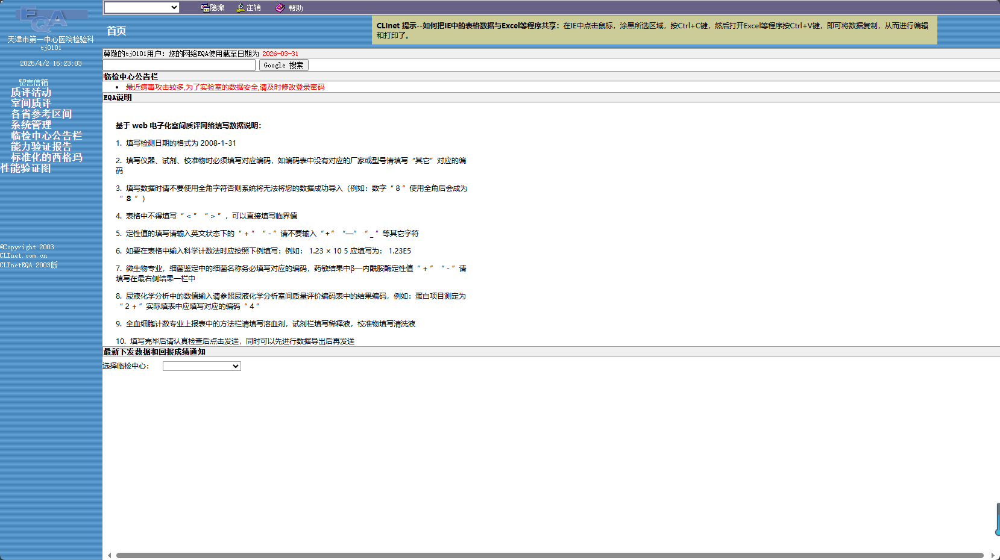 隐藏 注销 帮助
EQA
天津市第一中心医院检验科
tj0101
2025/4/2 15:23:03
留言信箱
质评活动
室间质评
各省参考区间
系统管理
临检中心公告栏
能力验证报告
标准化的西格玛
性能验证图
@Copyright 2003
CLInet.com.cn
CLInetEQA 2003版
首页
CLInet 提示--如何把IE中的表格数据与Excel等程序共享：在IE中点击鼠标，涂黑所选区域，按Ctrl+C键，然后打开Excel等程序按Ctrl+V键，即可将数据复制，从而进行编辑
和打印了。
尊敬的tj0101用户：您的网络EQA使用截至日期为 2026-03-31
Google 搜索
临检中心公告栏
• 最近病毒攻击较多,为了实验室的数据安全,请及时修改登录密码
EQA说明
基于 web 电子化室间质评网络填写数据说明：
1. 填写检测日期的格式为 2008-1-31
2. 填写仪器、试剂、校准物时必须填写对应编码，如编码表中没有对应的厂家或型号请填写“其它”对应的编
码
3. 填写数据时请不要使用全角字符否则系统将无法将您的数据成功导入（例如：数字“ 8 ”使用全角后会成为
“ ８ ”）
4. 表格中不得填写“ < ”“ > ”，可以直接填写临界值
5. 定性值的填写请输入英文状态下的“ + ”“ - ”请不要输入“＋”“—”“ _ ”等其它字符
6. 如要在表格中输入科学计数法时应按照下例填写：例如： 1.23 × 10 5 应填写为： 1.23E5
7. 微生物专业，细菌鉴定中的细菌名称务必填写对应的编码，药敏结果中β—内酰胺酶定性值“ + ”“ - ”请
填写在最右侧结果一栏中
8. 尿液化学分析中的数值输入请参照尿液化学分析室间质量评价编码表中的结果编码，例如：蛋白项目测定为
“ 2 + ”实际填表中应填写对应的编码“ 4 ”
9. 全血细胞计数专业上报表中的方法栏请填写溶血剂，试剂栏填写稀释液，校准物填写清洗液
10. 填写完毕后请认真检查后点击发送，同时可以先进行数据导出后再发送
最新下发数据和回报成绩通知
选择临检中心：